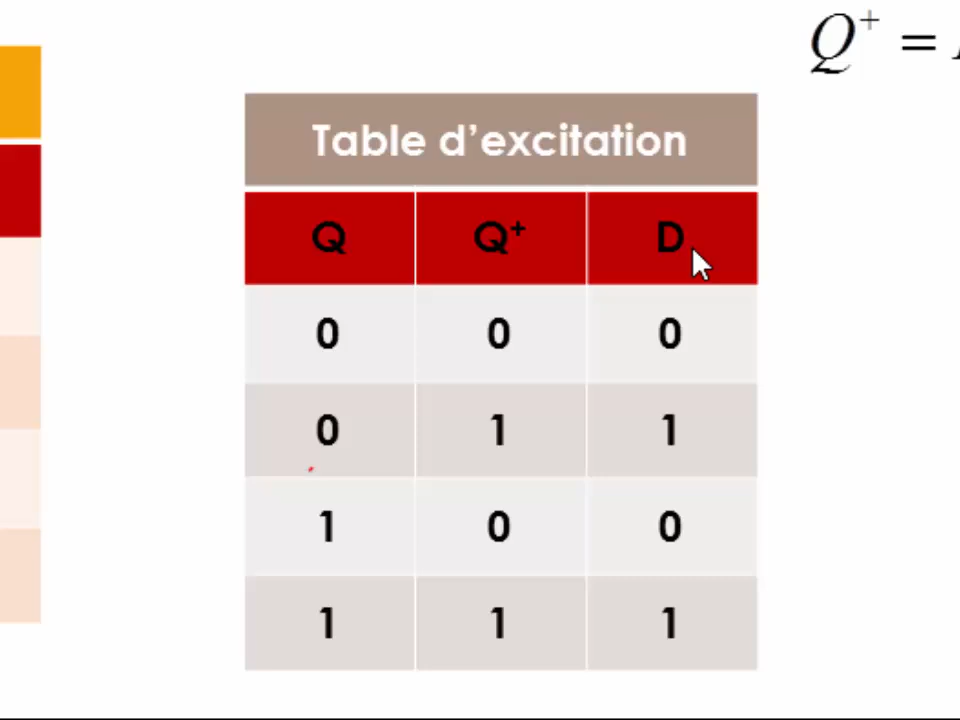 Q⁺ =
Table d'excitation
Q Q⁺ D
0 0 0
0 1 1
1 0 0
1 1 1